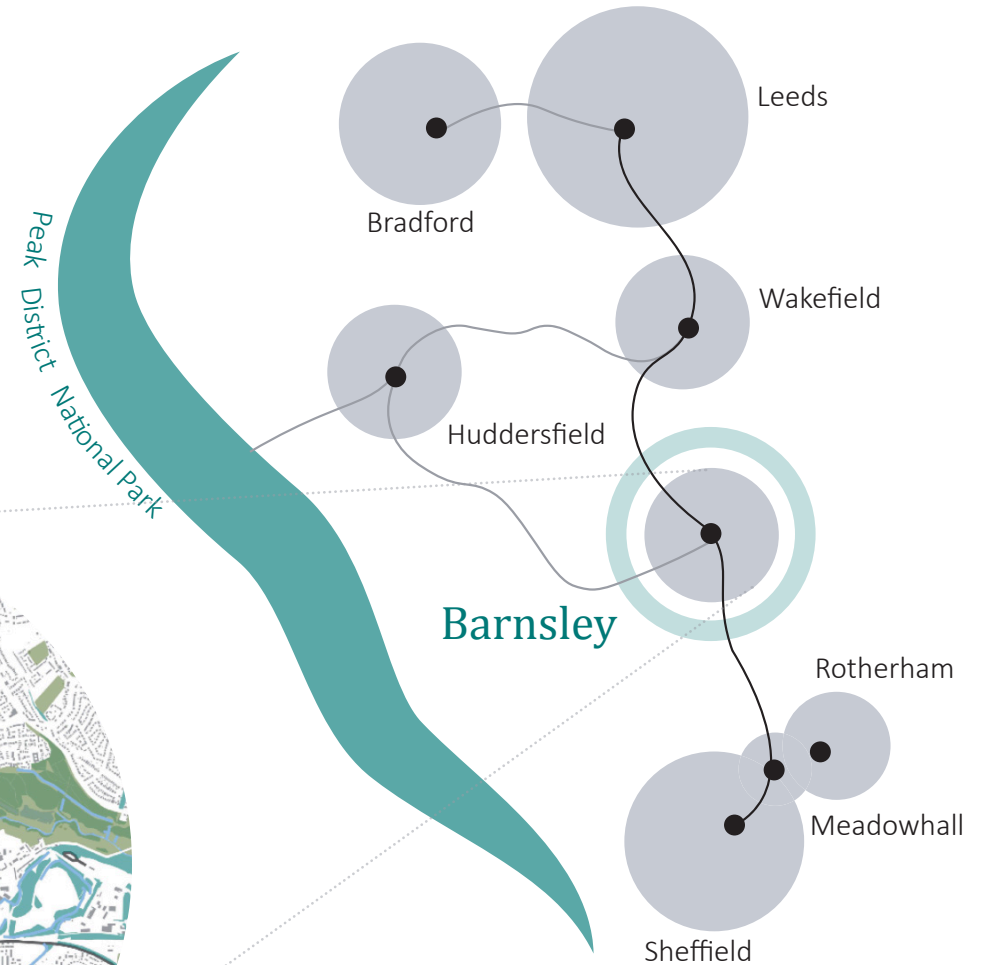 Leeds
Bradford
Peak District National Park
Wakefield
Huddersfield
Barnsley
Rotherham
Meadowhall
Sheffield